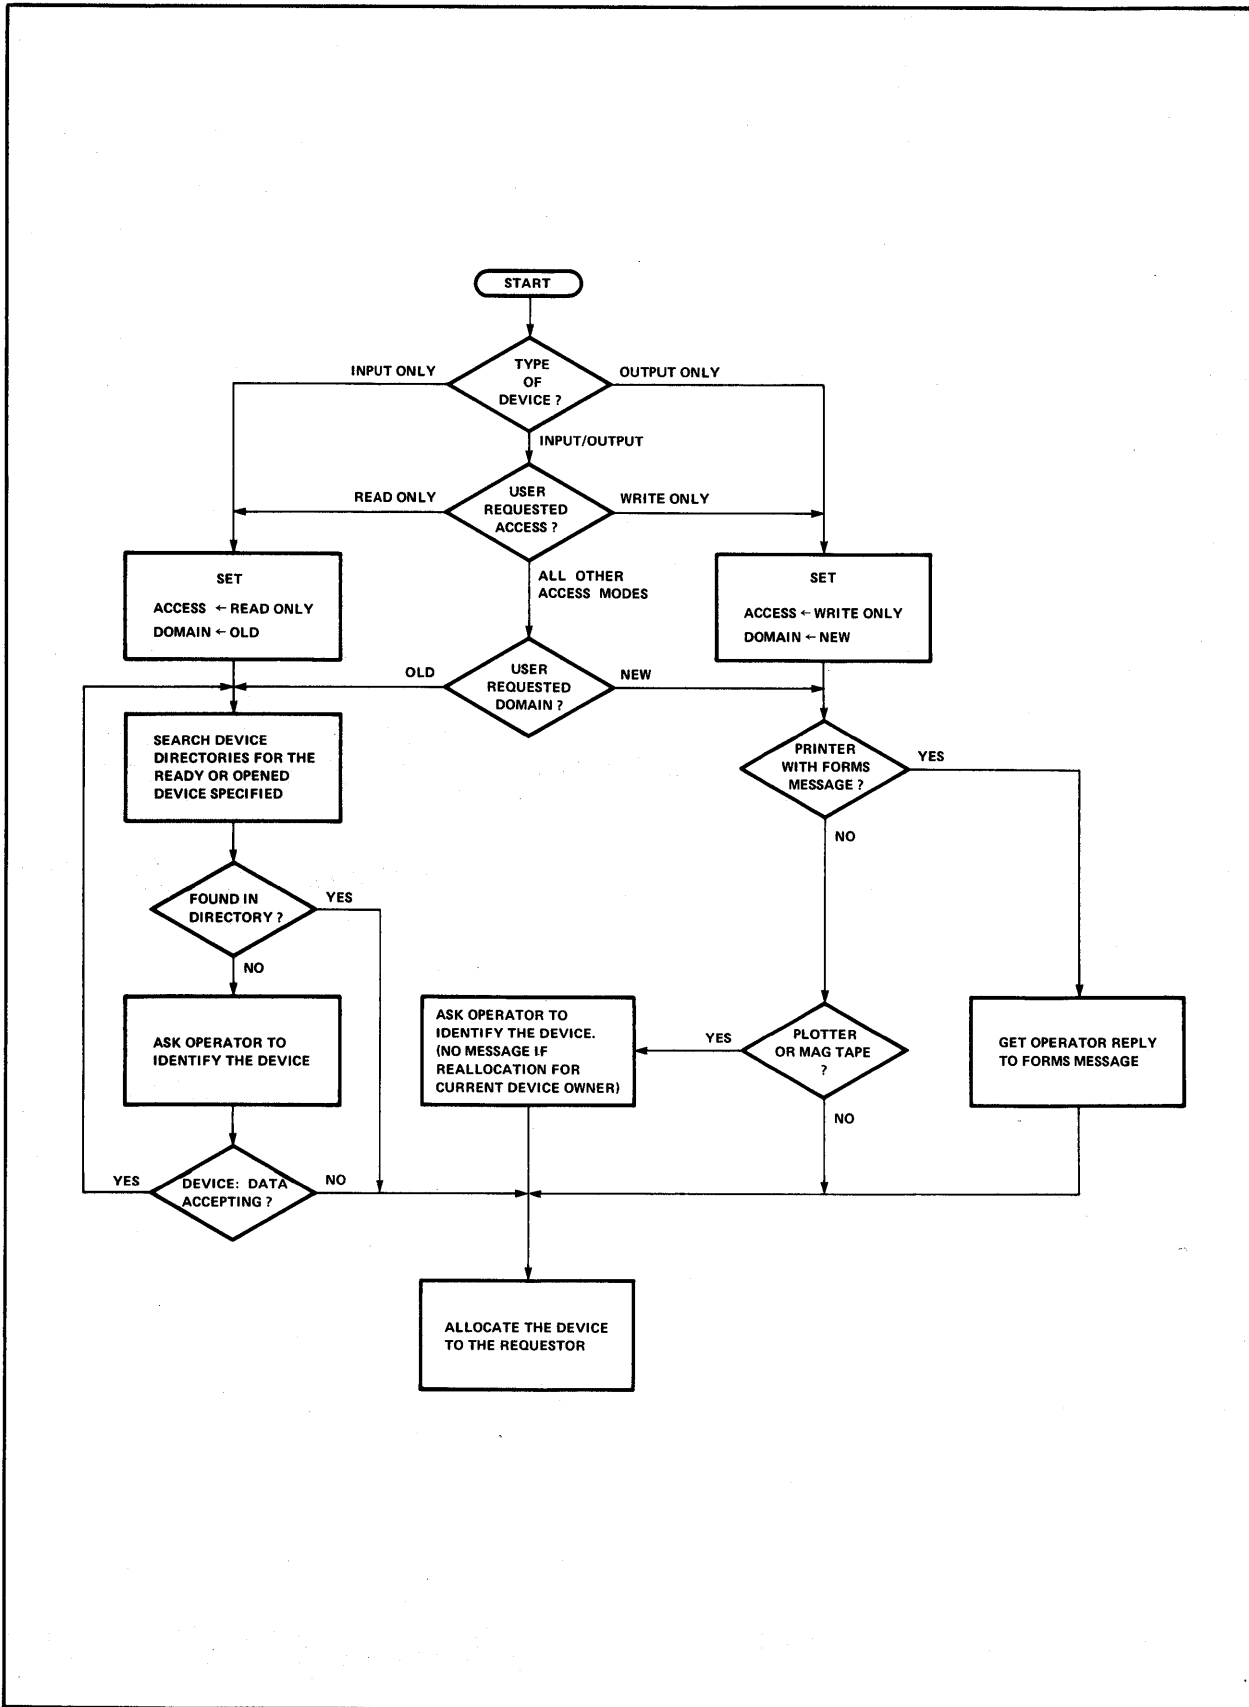 START
TYPE
OF
DEVICE ?
INPUT ONLY
OUTPUT ONLY
INPUT/OUTPUT
USER
REQUESTED
ACCESS ?
READ ONLY
WRITE ONLY
ALL OTHER
ACCESS MODES
SET
ACCESS ← READ ONLY
DOMAIN ← OLD
SET
ACCESS ← WRITE ONLY
DOMAIN ← NEW
USER
REQUESTED
DOMAIN ?
OLD
NEW
SEARCH DEVICE
DIRECTORIES FOR THE
READY OR OPENED
DEVICE SPECIFIED
PRINTER
WITH FORMS
MESSAGE ?
YES
NO
FOUND IN
DIRECTORY ?
YES
NO
ASK OPERATOR TO
IDENTIFY THE DEVICE
ASK OPERATOR TO
IDENTIFY THE DEVICE.
(NO MESSAGE IF
REALLOCATION FOR
CURRENT DEVICE OWNER)
YES
PLOTTER
OR MAG TAPE
?
NO
GET OPERATOR REPLY
TO FORMS MESSAGE
YES
DEVICE: DATA
ACCEPTING ?
NO
ALLOCATE THE DEVICE
TO THE REQUESTOR